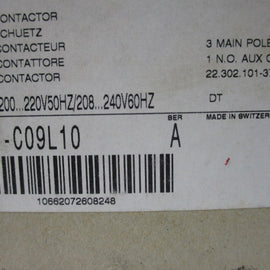 CONTACTOR
SCHUETZ
CONTACTEUR
CONTATTORE
CONTACTOR
3 MAIN POLE
1 N.O. AUX
22.302.101-3
200...220V50HZ/208...240V60HZ
DT
MADE IN SWITZER
-C09L10
SER
A
10662072608248